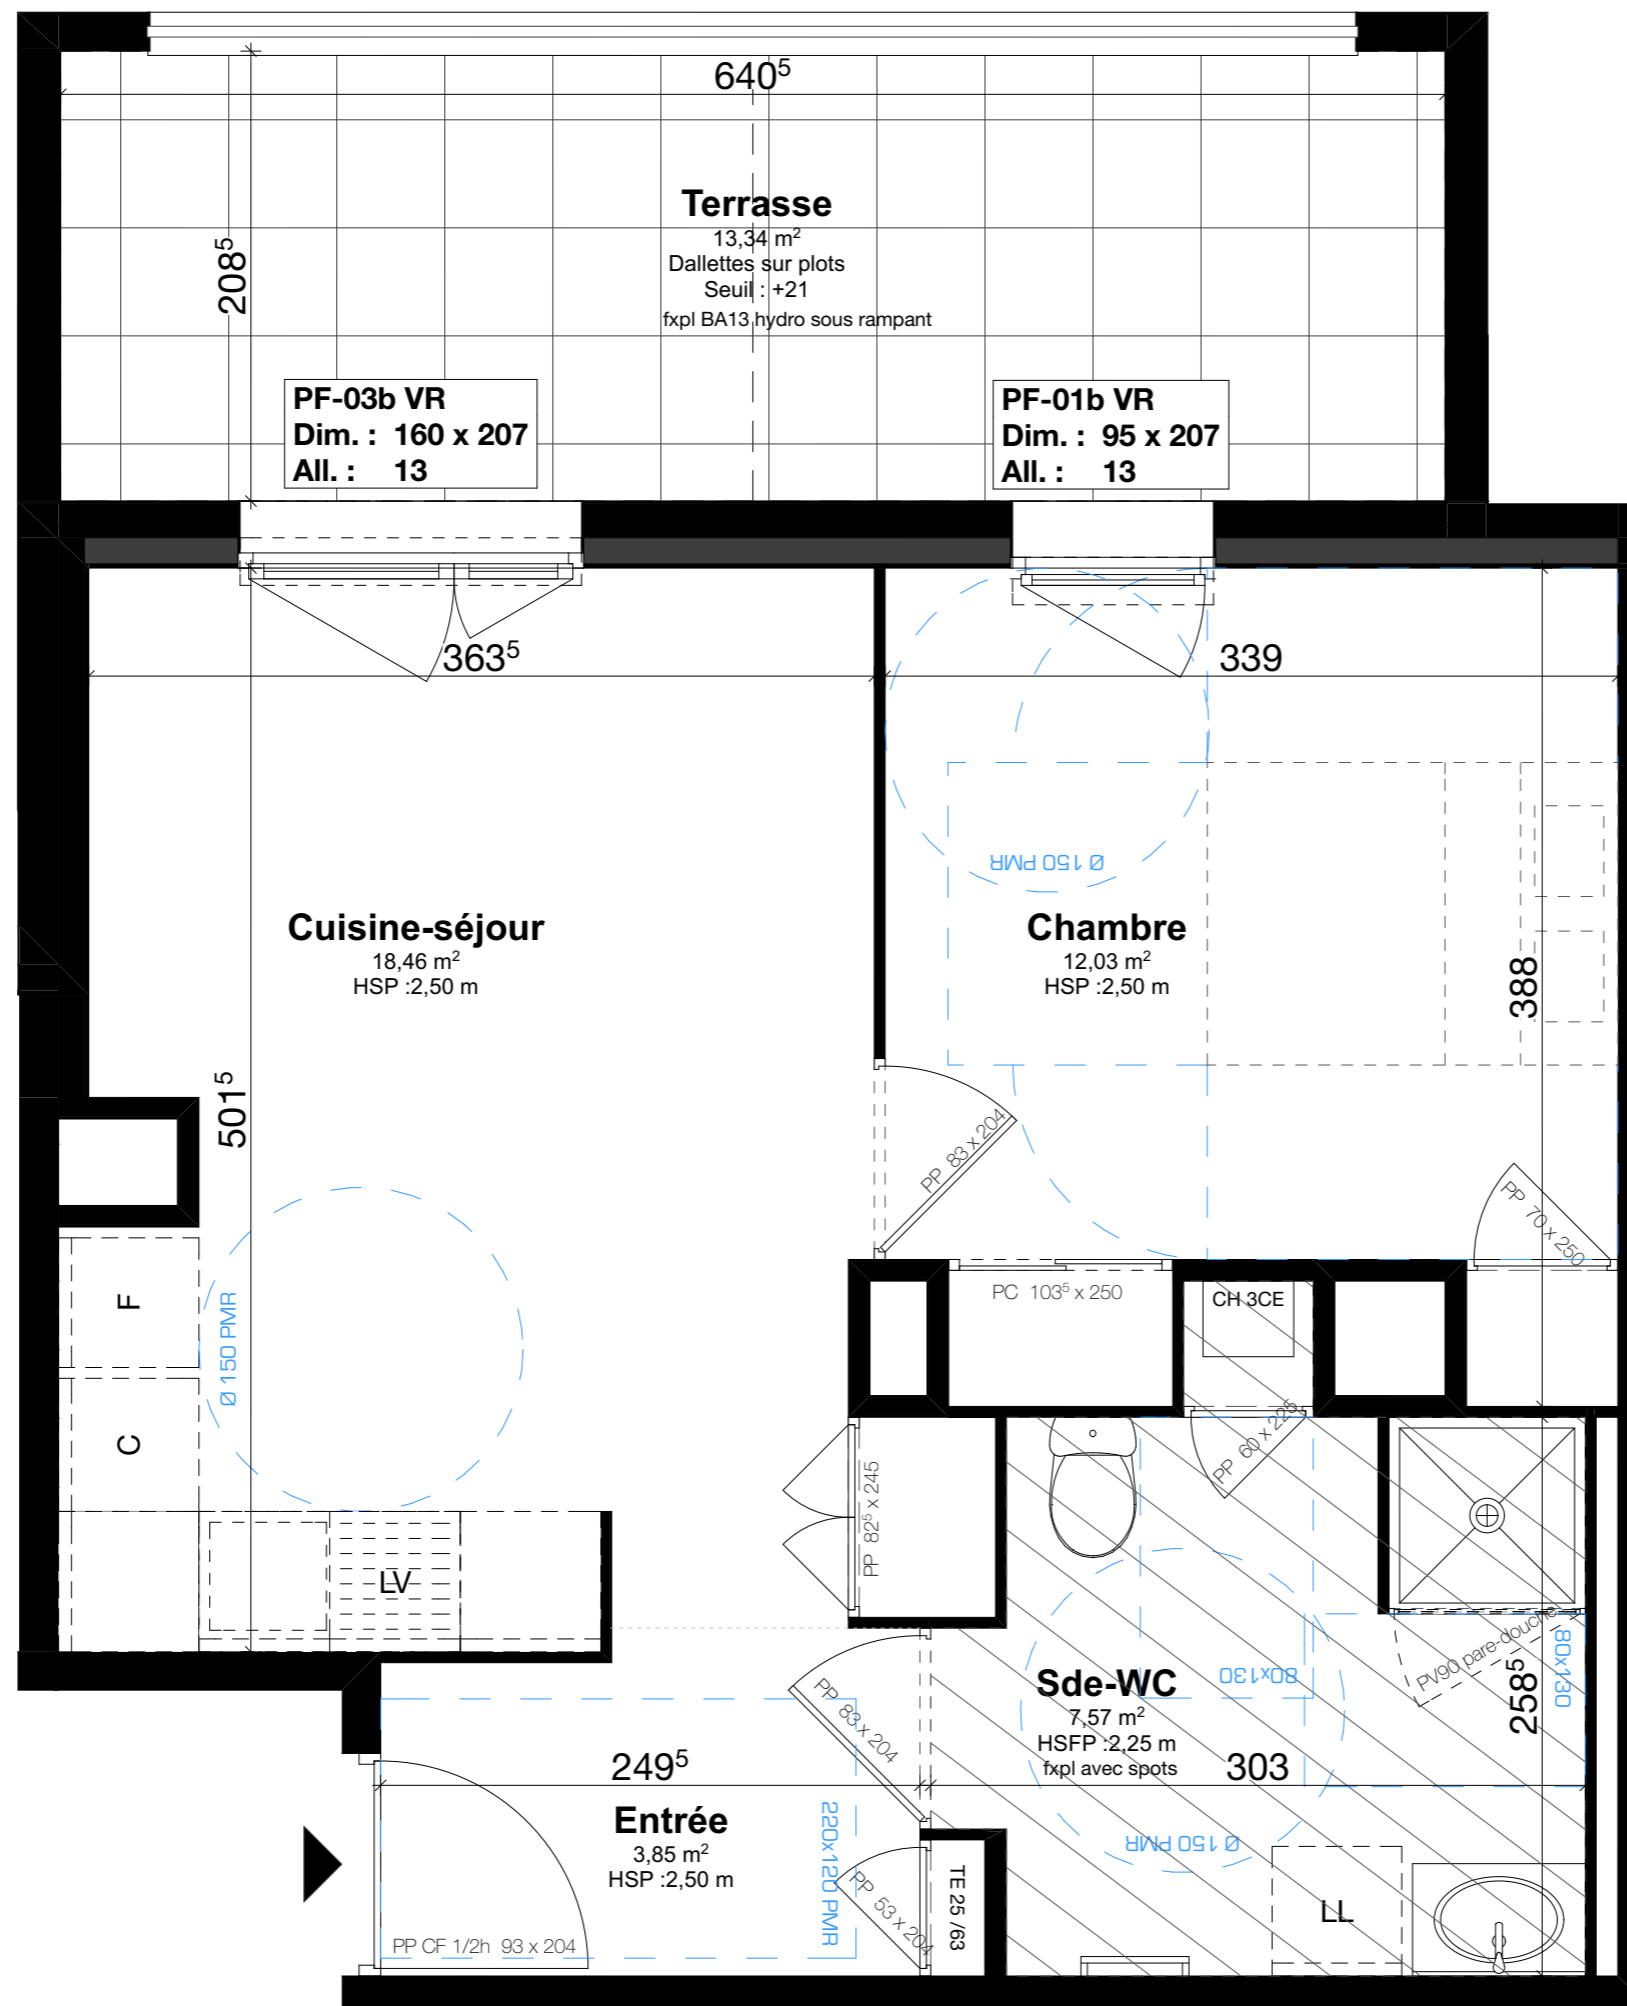 640⁵
Terrasse
13,34 m²
Dallettes sur plots
Seuil : +21
fxpl BA13 hydro sous rampant
208⁵
PF-03b VR
Dim. : 160 x 207
All. : 13
PF-01b VR
Dim. : 95 x 207
All. : 13
363⁵
339
Ø 150 PMR
Cuisine-séjour
18,46 m²
HSP :2,50 m
Chambre
12,03 m²
HSP :2,50 m
388
501⁵
PP 83 x 204
PP 70 x 250
F
Ø 150 PMR
C
PC 103⁵ x 250
CH 3CE
PP 60 x 225
PP 82⁵ x 245
LV
PV90 pare-douche
80x130
80x130
Sde-WC
7,57 m²
HSFP :2,25 m
fxpl avec spots
258⁵
303
PP 83 x 204
249⁵
Entrée
3,85 m²
HSP :2,50 m
220x120 PMR
Ø 150 PMR
PP 53 x 204
TE 25 /63
LL
PP CF 1/2h 93 x 204